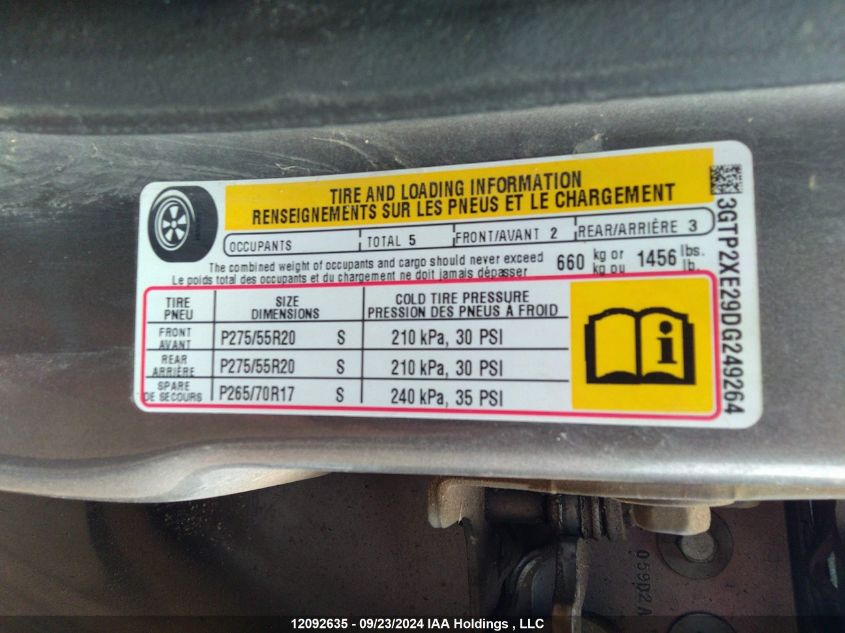 TIRE AND LOADING INFORMATION
RENSEIGNEMENTS SUR LES PNEUS ET LE CHARGEMENT
OCCUPANTS TOTAL 5 FRONT/AVANT 2 REAR/ARRIÈRE 3
The combined weight of occupants and cargo should never exceed 660 kg or 1456 lbs.
Le poids total des occupants et du chargement ne doit jamais dépasser kg ou lb.
TIRE SIZE COLD TIRE PRESSURE
PNEU DIMENSIONS PRESSION DES PNEUS À FROID
FRONT
AVANT P275/55R20 S 210 kPa, 30 PSI
REAR
ARRIÈRE P275/55R20 S 210 kPa, 30 PSI
SPARE
DE SECOURS P265/70R17 S 240 kPa, 35 PSI
3GTP2XE29DG249264
05902A
12092635 - 09/23/2024 IAA Holdings , LLC